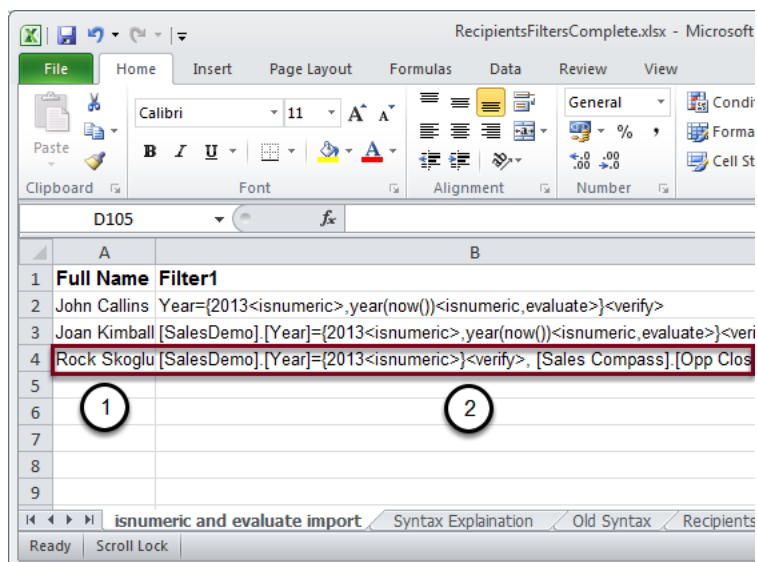 RecipientsFiltersComplete.xlsx - Microsoft
File Home Insert Page Layout Formulas Data Review View
Calibri 11 A A General Condi
Paste B I U A % , Forma
.0 .00 .00 .0 Cell St
Clipboard Font Alignment Number
D105 fx
A B
1 Full Name Filter1
2 John Callins Year={2013<isnumeric>,year(now())<isnumeric,evaluate>}<verify>
3 Joan Kimball [SalesDemo].[Year]={2013<isnumeric>,year(now())<isnumeric,evaluate>}<veri
4 Rock Skoglu [SalesDemo].[Year]={2013<isnumeric>}<verify>, [Sales Compass].[Opp Clos
5
6 1 2
7
8
9
isnumeric and evaluate import Syntax Explaination Old Syntax Recipients
Ready Scroll Lock